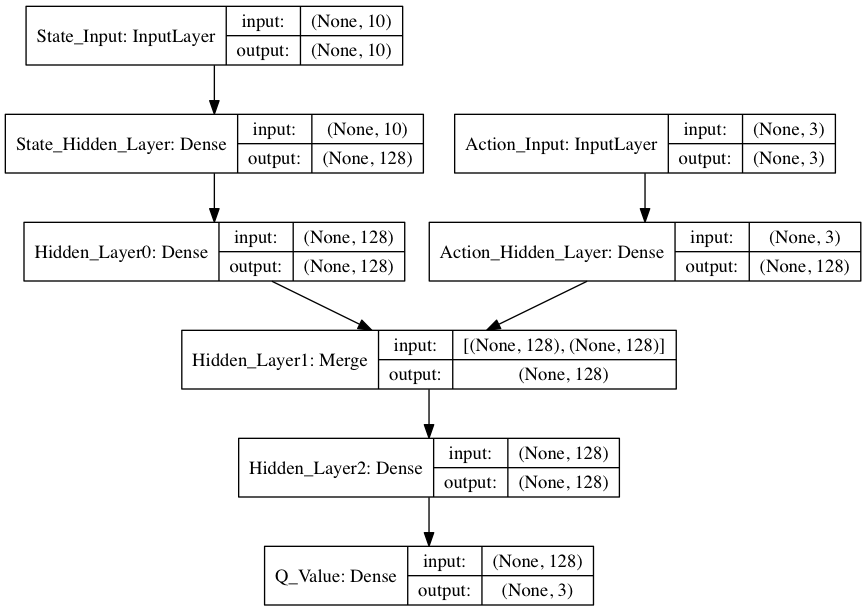 State_Input: InputLayer
input: (None, 10)
output: (None, 10)
State_Hidden_Layer: Dense
input: (None, 10)
output: (None, 128)
Action_Input: InputLayer
input: (None, 3)
output: (None, 3)
Hidden_Layer0: Dense
input: (None, 128)
output: (None, 128)
Action_Hidden_Layer: Dense
input: (None, 3)
output: (None, 128)
Hidden_Layer1: Merge
input: [(None, 128), (None, 128)]
output: (None, 128)
Hidden_Layer2: Dense
input: (None, 128)
output: (None, 128)
Q_Value: Dense
input: (None, 128)
output: (None, 3)